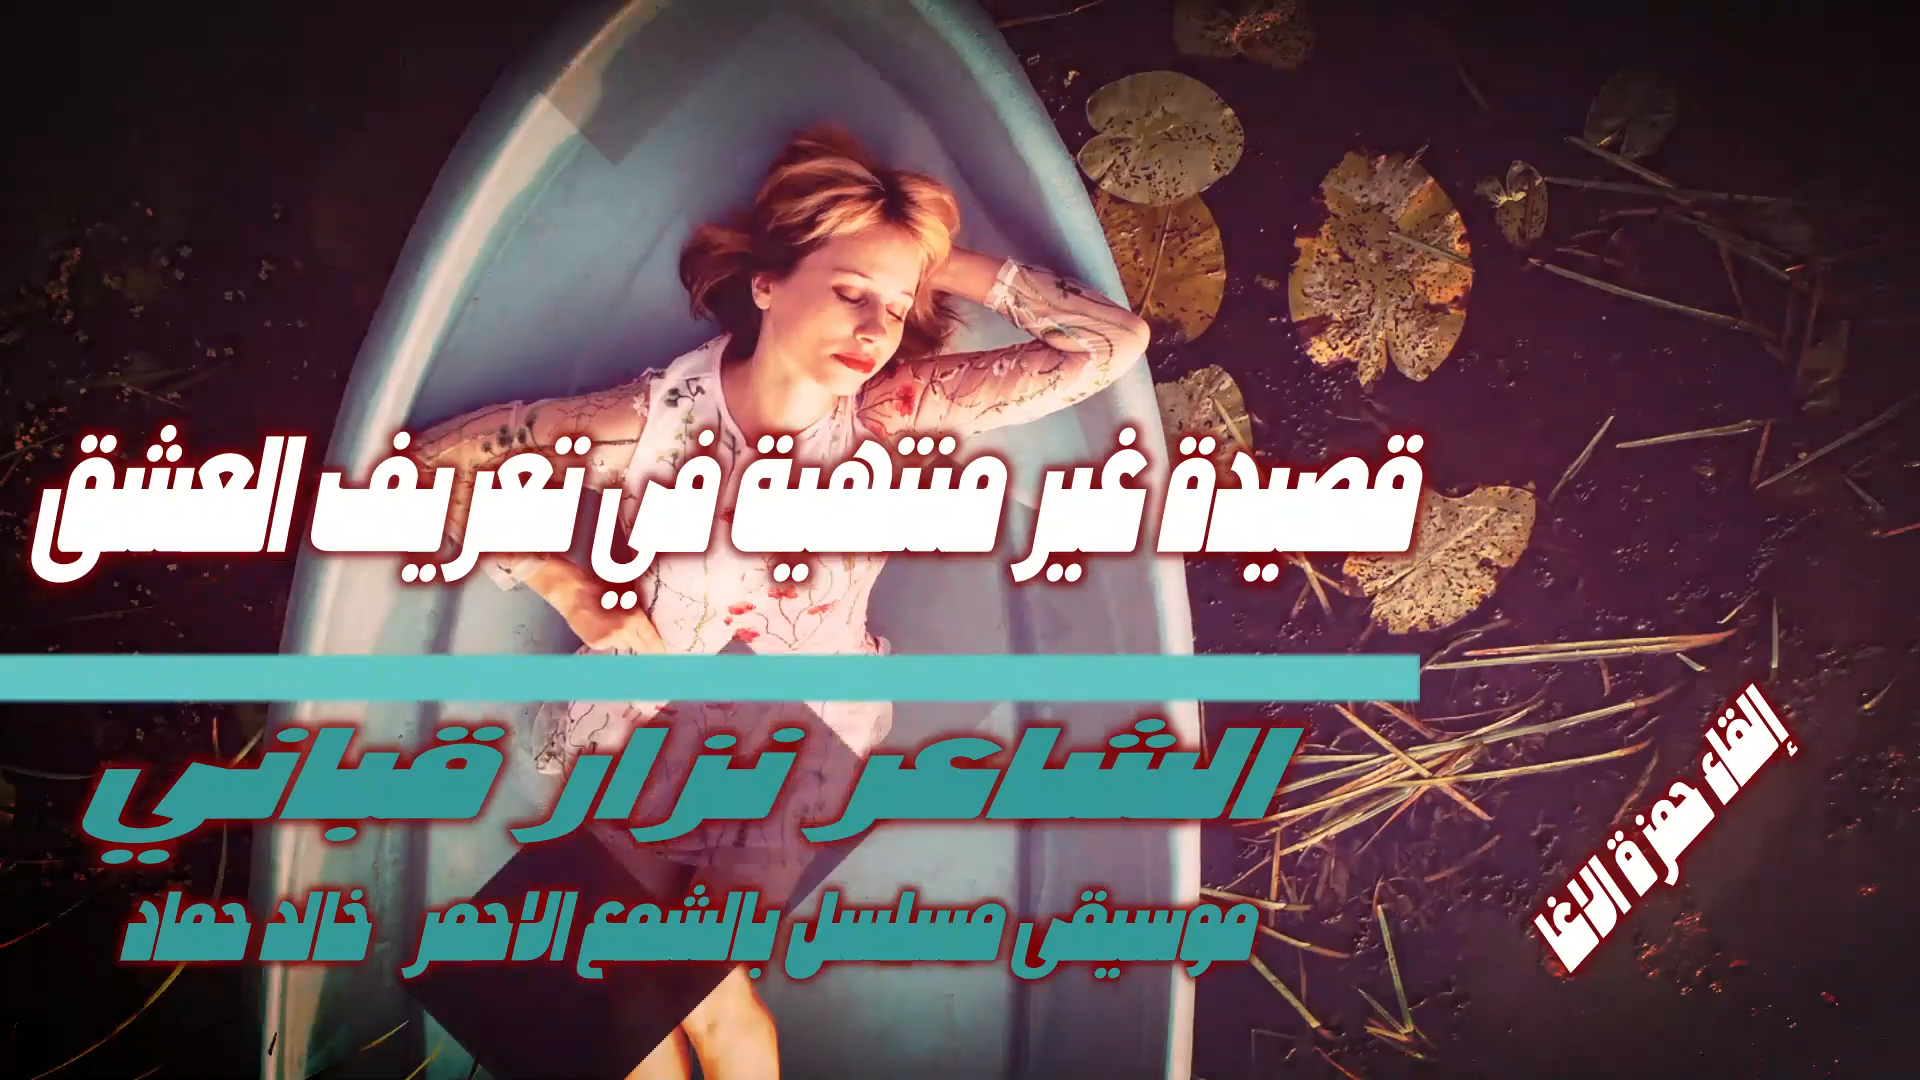 قصيدة غير منتهية في تعريف العشق
الشاعر نزار قباني
موسيقى مسلسل بالشمع الاحمر خالد حماد
إلقاء حمزة الاغا